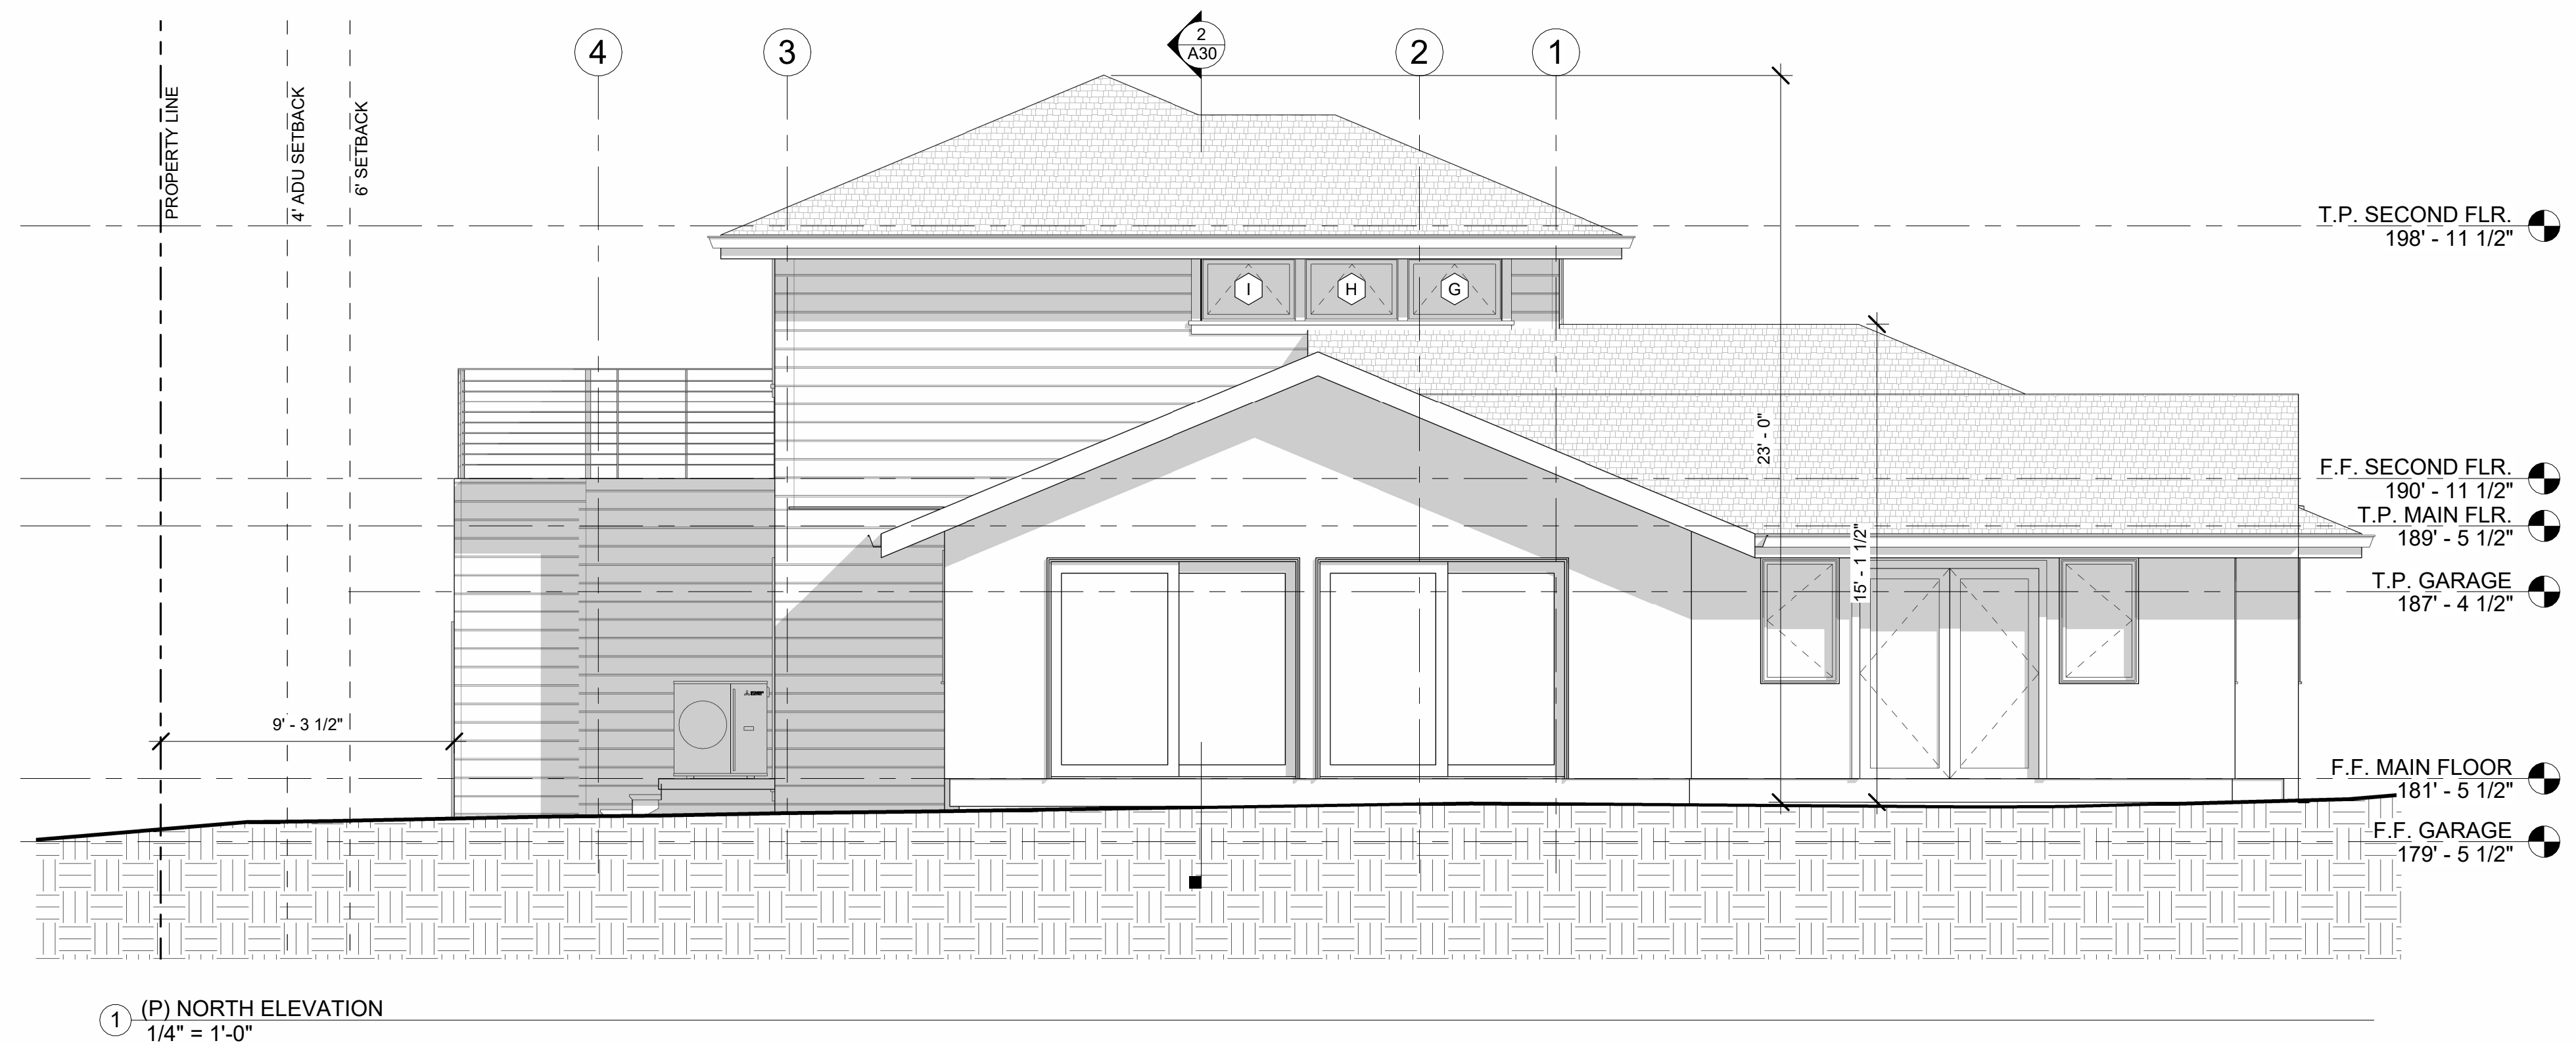 4
3
2
A30
2
1
PROPERTY LINE
4' ADU SETBACK
6' SETBACK
T.P. SECOND FLR.
198' - 11 1/2"
I
H
G
23' - 0"
F.F. SECOND FLR.
190' - 11 1/2"
T.P. MAIN FLR.
189' - 5 1/2"
15' - 1 1/2"
T.P. GARAGE
187' - 4 1/2"
9' - 3 1/2"
F.F. MAIN FLOOR
181' - 5 1/2"
F.F. GARAGE
179' - 5 1/2"
1
(P) NORTH ELEVATION
1/4" = 1'-0"